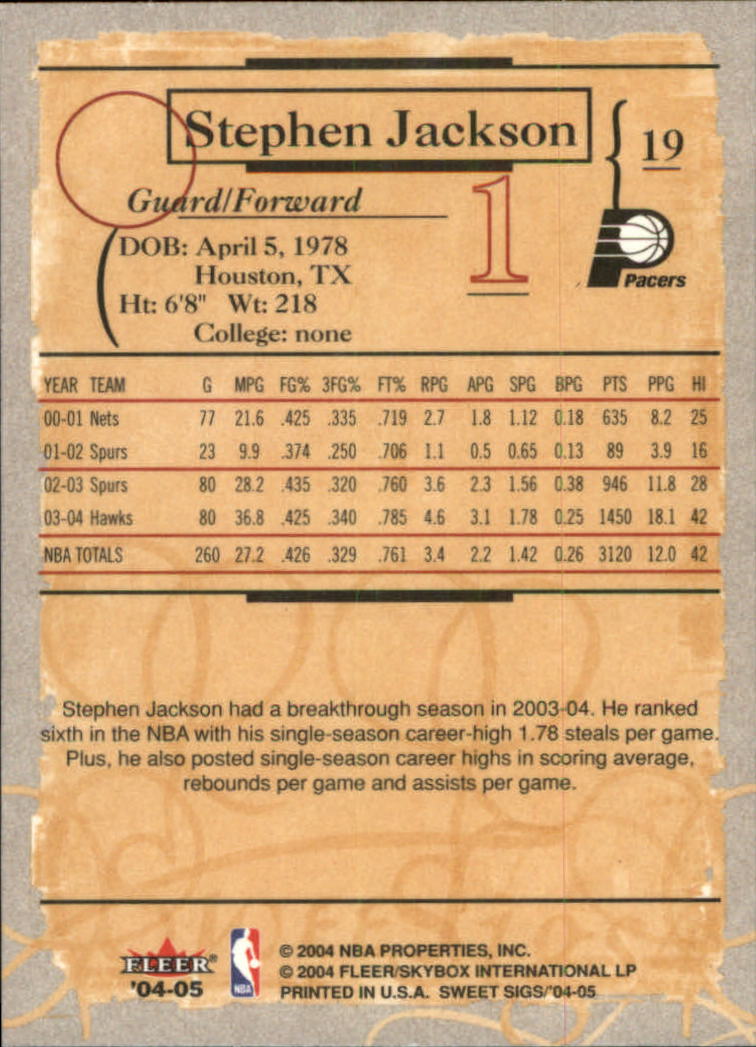 Stephen Jackson
19
Guard/Forward
1
DOB: April 5, 1978
Houston, TX
Ht: 6'8" Wt: 218
College: none
Pacers
YEAR TEAM G MPG FG% 3FG% FT% RPG APG SPG BPG PTS PPG HI
00-01 Nets 77 21.6 .425 .335 .719 2.7 1.8 1.12 0.18 635 8.2 25
01-02 Spurs 23 9.9 .374 .250 .706 1.1 0.5 0.65 0.13 89 3.9 16
02-03 Spurs 80 28.2 .435 .320 .760 3.6 2.3 1.56 0.38 946 11.8 28
03-04 Hawks 80 36.8 .425 .340 .785 4.6 3.1 1.78 0.25 1450 18.1 42
NBA TOTALS 260 27.2 .426 .329 .761 3.4 2.2 1.42 0.26 3120 12.0 42
Stephen Jackson had a breakthrough season in 2003-04. He ranked
sixth in the NBA with his single-season career-high 1.78 steals per game.
Plus, he also posted single-season career highs in scoring average,
rebounds per game and assists per game.
FLEER®
'04-05
NBA
© 2004 NBA PROPERTIES, INC.
© 2004 FLEER/SKYBOX INTERNATIONAL LP
PRINTED IN U.S.A. SWEET SIGS/'04-05